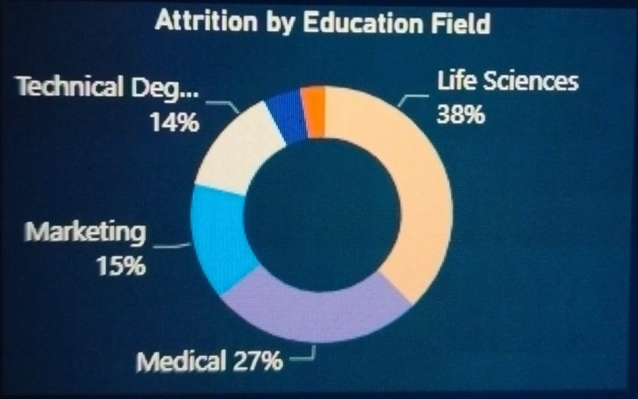 Attrition by Education Field
Technical Deg...
14%
Life Sciences
38%
Marketing
15%
Medical 27%